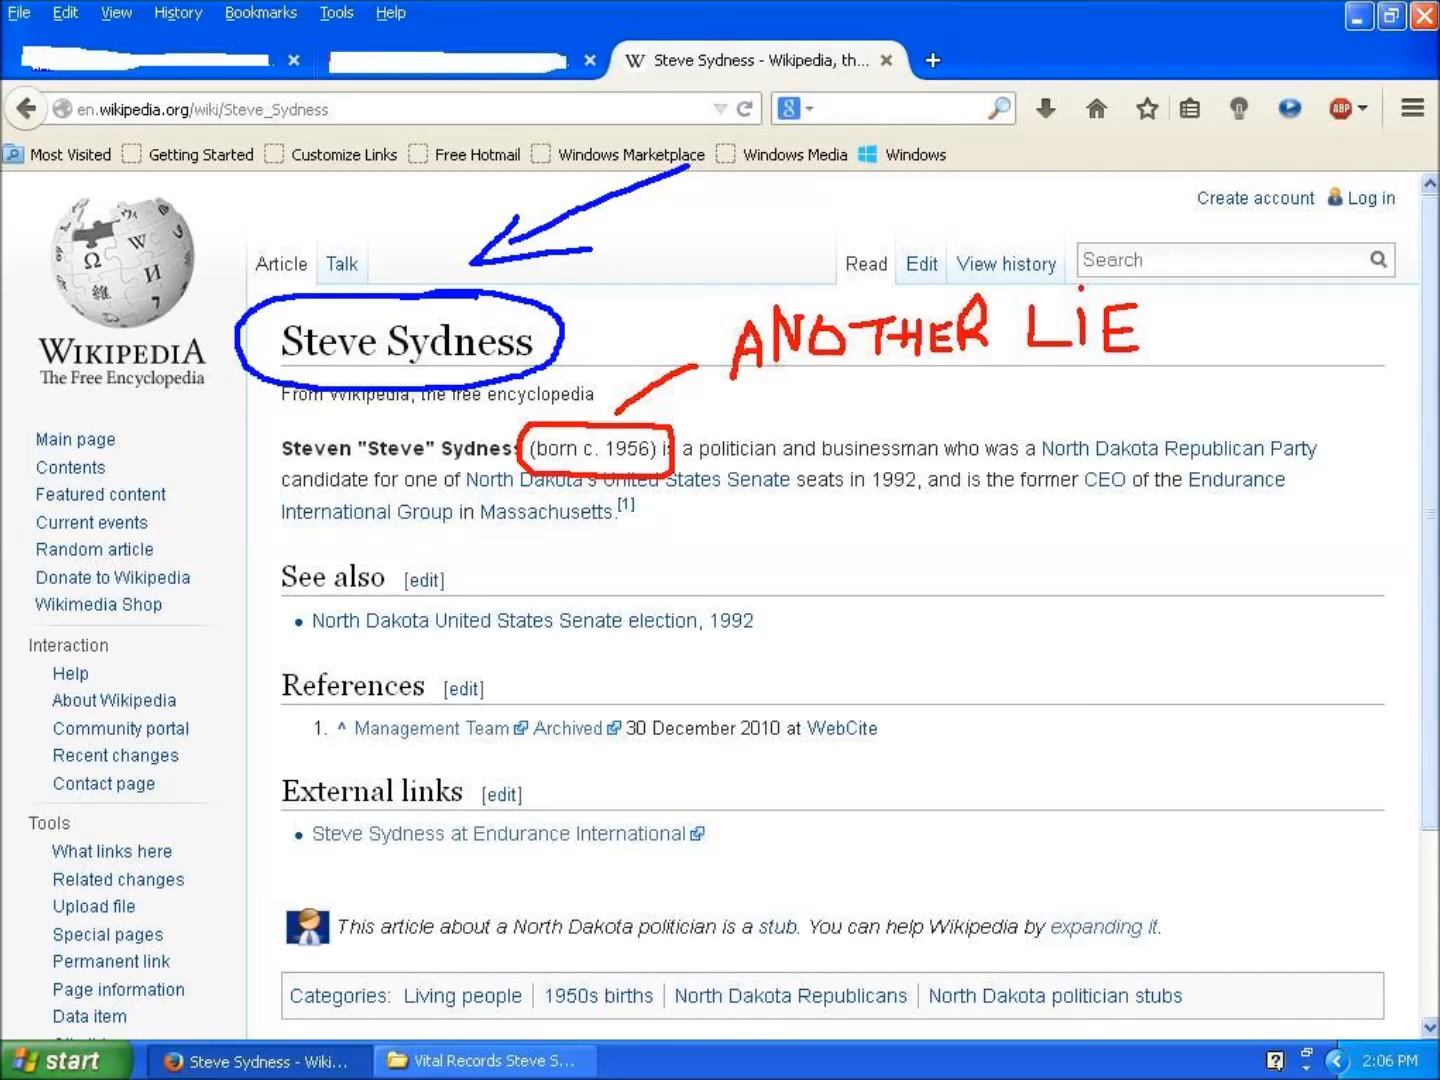 File Edit View History Bookmarks Tools Help
Steve Sydness - Wikipedia, th...
en.wikipedia.org/wiki/Steve_Sydness
Most Visited Getting Started Customize Links Free Hotmail Windows Marketplace Windows Media Windows
Create account Log in
Article Talk Read Edit View history Search
ANOTHER LIE
Steve Sydness
From Wikipedia, the free encyclopedia
Steven "Steve" Sydness (born c. 1956) is a politician and businessman who was a North Dakota Republican Party
candidate for one of North Dakota's United States Senate seats in 1992, and is the former CEO of the Endurance
International Group in Massachusetts.[1]
See also [edit]
• North Dakota United States Senate election, 1992
References [edit]
1. ^ Management Team Archived 30 December 2010 at WebCite
External links [edit]
• Steve Sydness at Endurance International
This article about a North Dakota politician is a stub. You can help Wikipedia by expanding it.
Categories: Living people | 1950s births | North Dakota Republicans | North Dakota politician stubs
WIKIPEDIA
The Free Encyclopedia
Main page
Contents
Featured content
Current events
Random article
Donate to Wikipedia
Wikimedia Shop
Interaction
Help
About Wikipedia
Community portal
Recent changes
Contact page
Tools
What links here
Related changes
Upload file
Special pages
Permanent link
Page information
Data item
start Steve Sydness - Wiki... Vital Records Steve S... 2:06 PM